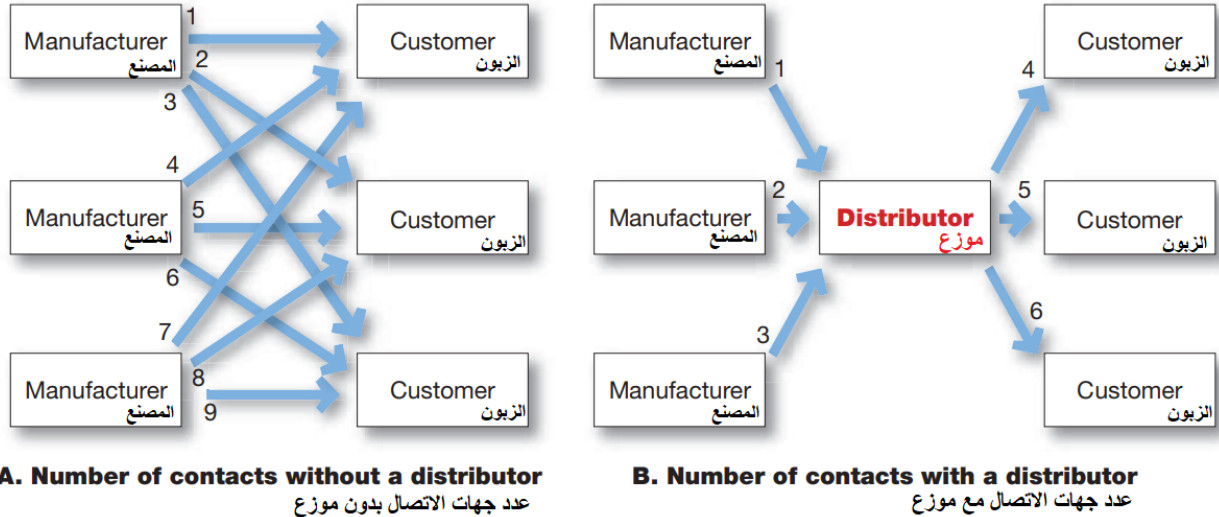 Manufacturer
المصنع
1
2
3
Customer
الزبون
Manufacturer
المصنع
4
5
6
Customer
الزبون
Manufacturer
المصنع
7
8
9
Customer
الزبون
A. Number of contacts without a distributor
عدد جهات الاتصال بدون موزع
Manufacturer
المصنع
1
Manufacturer
المصنع
2
Manufacturer
المصنع
3
Distributor
موزع
4
Customer
الزبون
5
Customer
الزبون
6
Customer
الزبون
B. Number of contacts with a distributor
عدد جهات الاتصال مع موزع